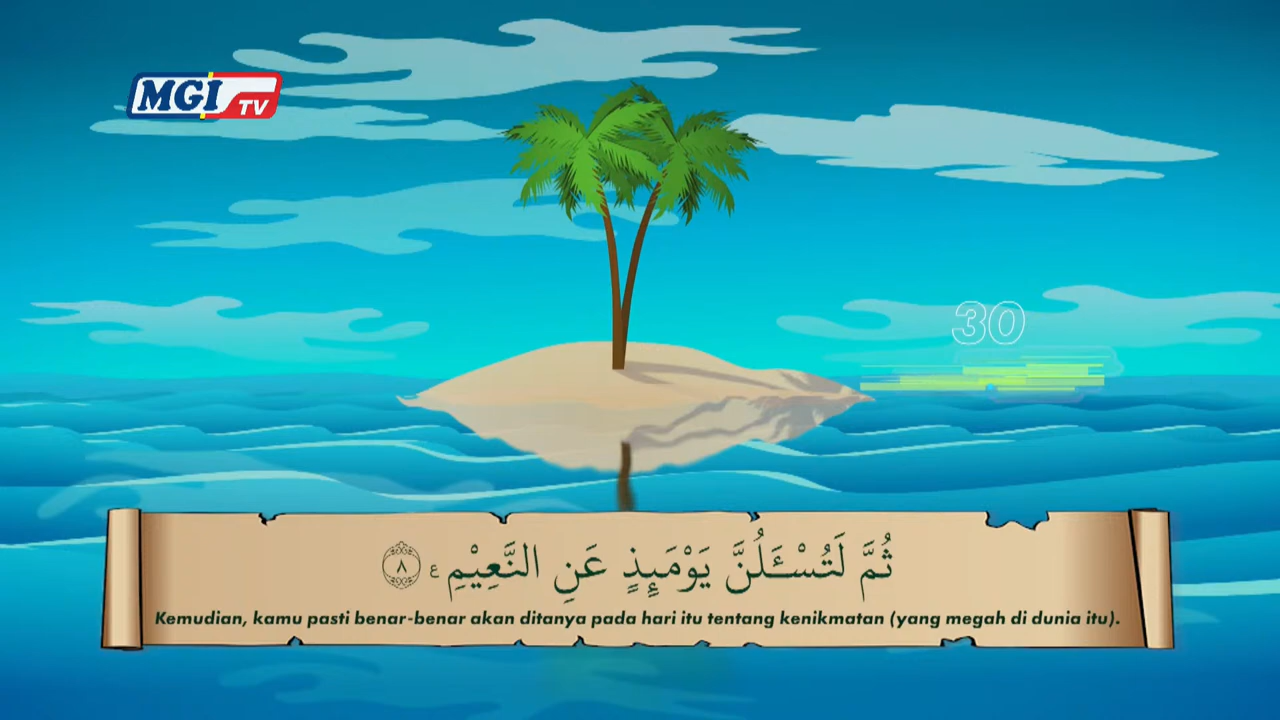 MGI TV
30
ثُمَّ لَتُسْـَٔلُنَّ يَوْمَىِٕذٍ عَنِ النَّعِيْمِ ࣖ ٨
Kemudian, kamu pasti benar-benar akan ditanya pada hari itu tentang kenikmatan (yang megah di dunia itu).